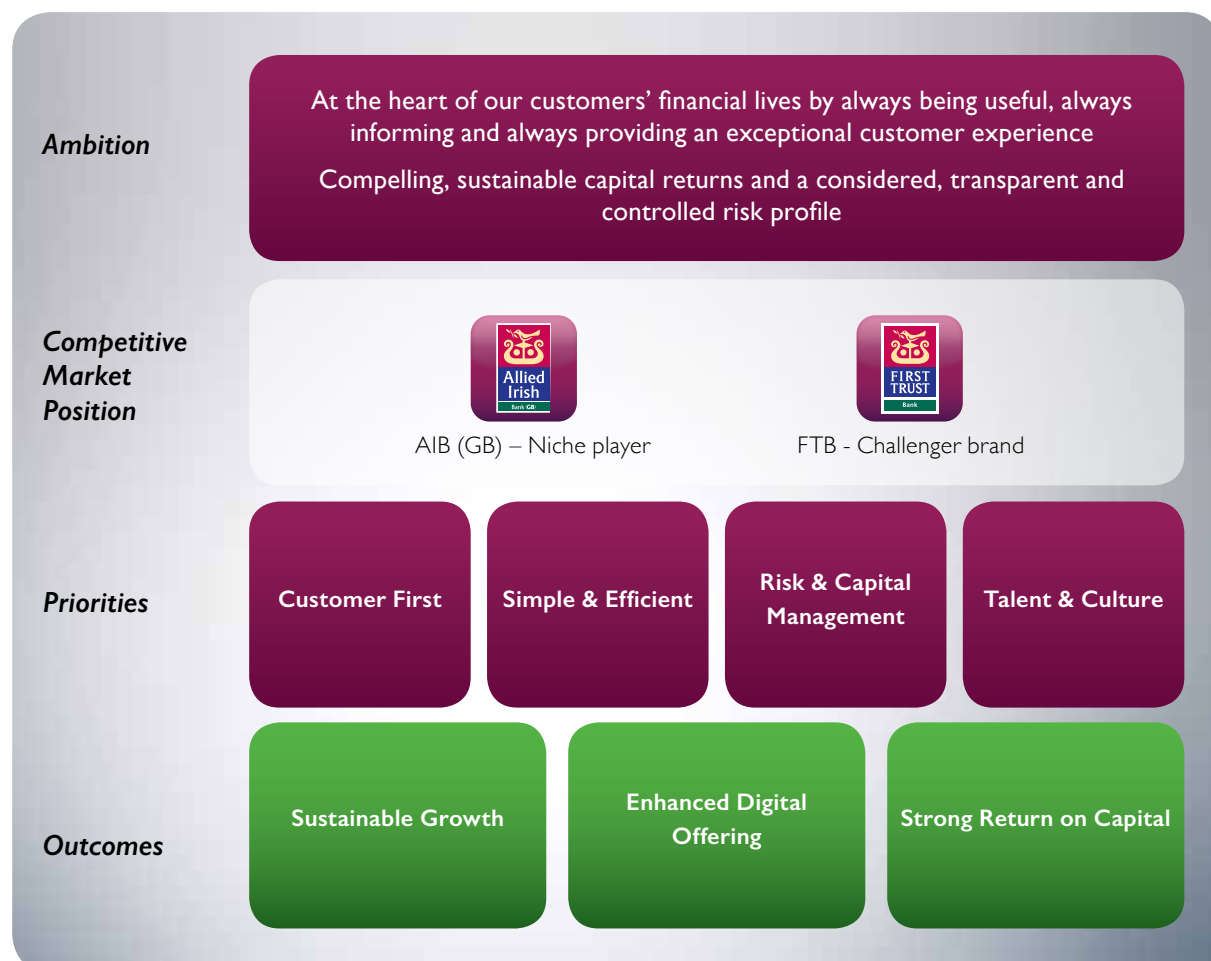 Ambition
At the heart of our customers’ financial lives by always being useful, always
informing and always providing an exceptional customer experience
Compelling, sustainable capital returns and a considered, transparent and
controlled risk profile
Competitive
Market
Position
Allied
Irish
Bank (GB)
AIB (GB) – Niche player
FIRST
TRUST
Bank
FTB - Challenger brand
Priorities
Customer First
Simple & Efficient
Risk & Capital
Management
Talent & Culture
Outcomes
Sustainable Growth
Enhanced Digital
Offering
Strong Return on Capital